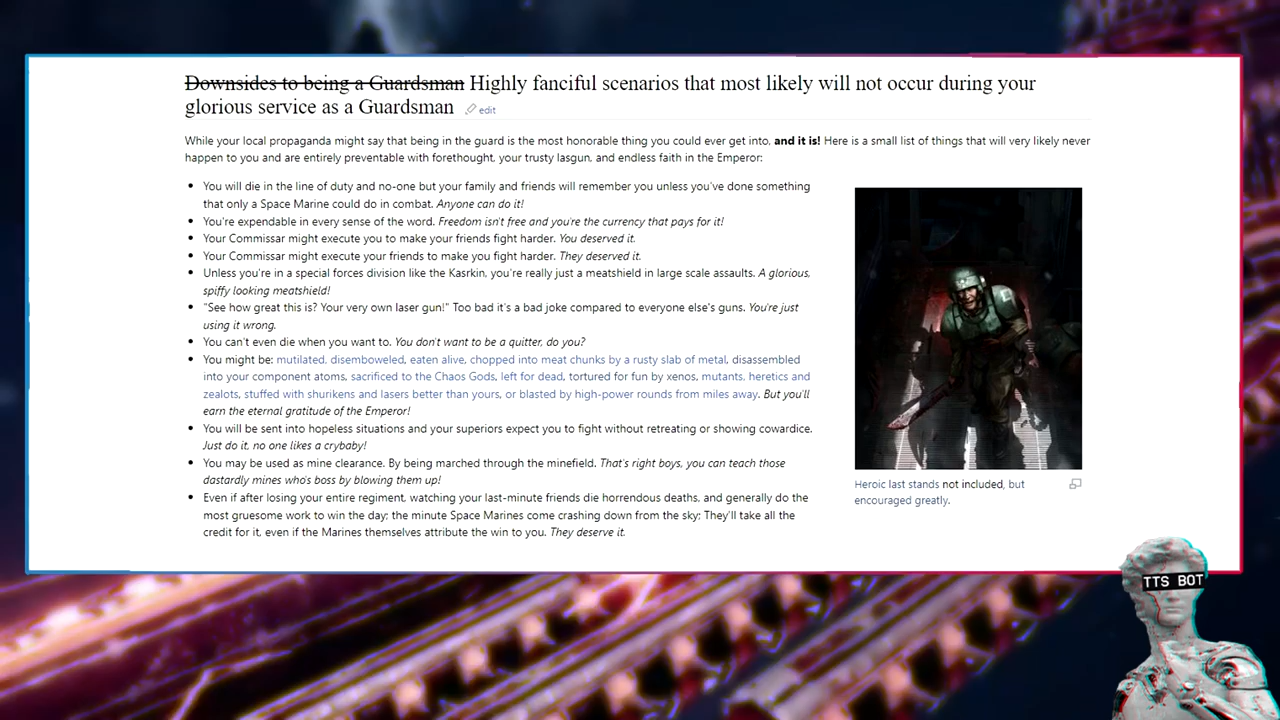 Downsides to being a Guardsman Highly fanciful scenarios that most likely will not occur during your
glorious service as a Guardsman edit
While your local propaganda might say that being in the guard is the most honorable thing you could ever get into, and it is! Here is a small list of things that will very likely never
happen to you and are entirely preventable with forethought, your trusty lasgun, and endless faith in the Emperor:
• You will die in the line of duty and no-one but your family and friends will remember you unless you've done something
that only a Space Marine could do in combat. Anyone can do it!
• You're expendable in every sense of the word. Freedom isn't free and you're the currency that pays for it!
• Your Commissar might execute you to make your friends fight harder. You deserved it.
• Your Commissar might execute your friends to make you fight harder. They deserved it.
• Unless you're in a special forces division like the Kasrkin, you're really just a meatshield in large scale assaults. A glorious,
spiffy looking meatshield!
• "See how great this is? Your very own laser gun!" Too bad it's a bad joke compared to everyone else's guns. You're just
using it wrong.
• You can't even die when you want to. You don't want to be a quitter, do you?
• You might be: mutilated, disemboweled, eaten alive, chopped into meat chunks by a rusty slab of metal, disassembled
into your component atoms, sacrificed to the Chaos Gods, left for dead, tortured for fun by xenos, mutants, heretics and
zealots, stuffed with shurikens and lasers better than yours, or blasted by high-power rounds from miles away. But you'll
earn the eternal gratitude of the Emperor!
• You will be sent into hopeless situations and your superiors expect you to fight without retreating or showing cowardice.
Just do it, no one likes a crybaby!
• You may be used as mine clearance. By being marched through the minefield. That's right boys, you can teach those
dastardly mines who's boss by blowing them up!
• Even if after losing your entire regiment, watching your last-minute friends die horrendous deaths, and generally do the
most gruesome work to win the day; the minute Space Marines come crashing down from the sky: They'll take all the
credit for it, even if the Marines themselves attribute the win to you. They deserve it.
Heroic last stands not included, but
encouraged greatly.
TTS BOT